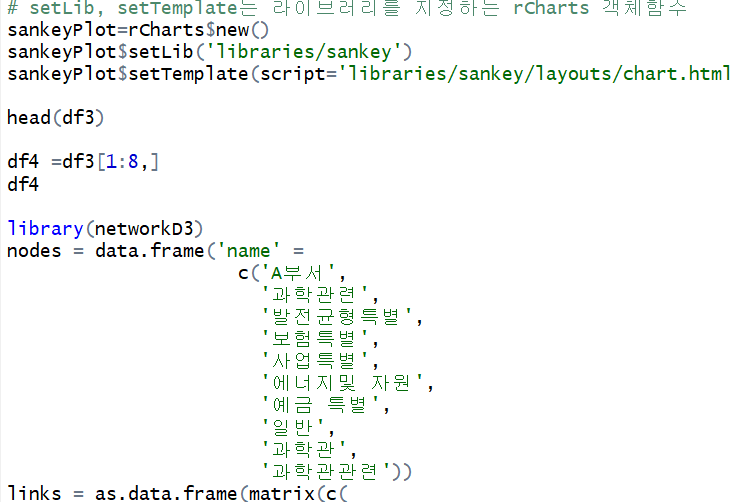 # setLib, setTemplate는 라이브러리를 지정하는 rCharts 객체함수
sankeyPlot=rCharts$new()
sankeyPlot$setLib('libraries/sankey')
sankeyPlot$setTemplate(script='libraries/sankey/layouts/chart.html
head(df3)
df4 =df3[1:8,]
df4
library(networkD3)
nodes = data.frame('name' =
c('A부서',
'과학관련',
'발전균형특별',
'보험특별',
'사업특별',
'에너지및 자원',
'예금 특별',
'일반',
'과학관',
'과학관관련'))
links = as.data.frame(matrix(c(